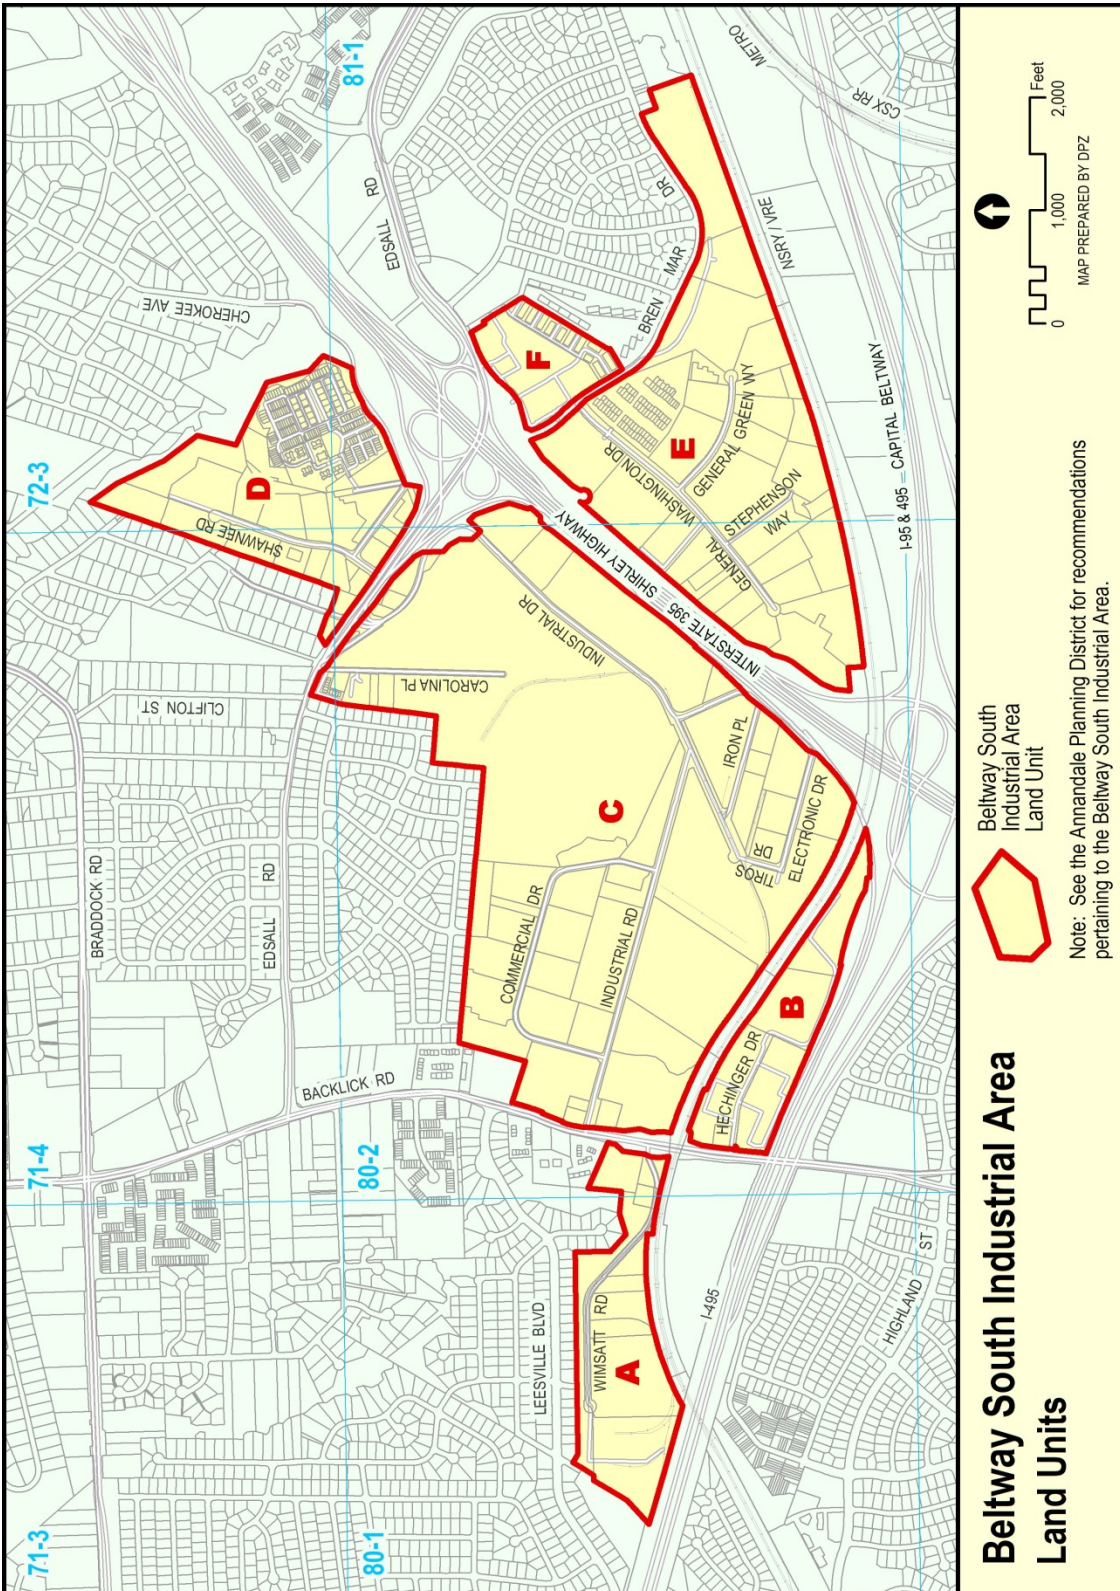 71-3
71-4
72-3
81-1
80-1
80-2
BRADDOCK RD
CLIFTON ST
CHEROKEE AVE
EDSALL RD
EDSALL RD
BACKLICK RD
SHAWNEE RD
D
CAROLINA PL
INDUSTRIAL DR
METRO
CSX RR
LEESVILLE BLVD
COMMERCIAL DR
INDUSTRIAL RD
C
IRON PL
TIROS DR
ELECTRONIC DR
F
BREN MAR DR
INTERSTATE 395 SHIRLEY HIGHWAY
GENERAL WASHINGTON DR
E
GENERAL GREEN WY
STEPHENSON WAY
NSRY / VRE
WIMSATT RD
A
HECHINGER DR
B
I-495
I-95 & 495 CAPITAL BELTWAY
HIGHLAND ST
Beltway South Industrial Area
Land Units
Beltway South
Industrial Area
Land Unit
Note: See the Annandale Planning District for recommendations
pertaining to the Beltway South Industrial Area.
0 1,000 2,000 Feet
MAP PREPARED BY DPZ